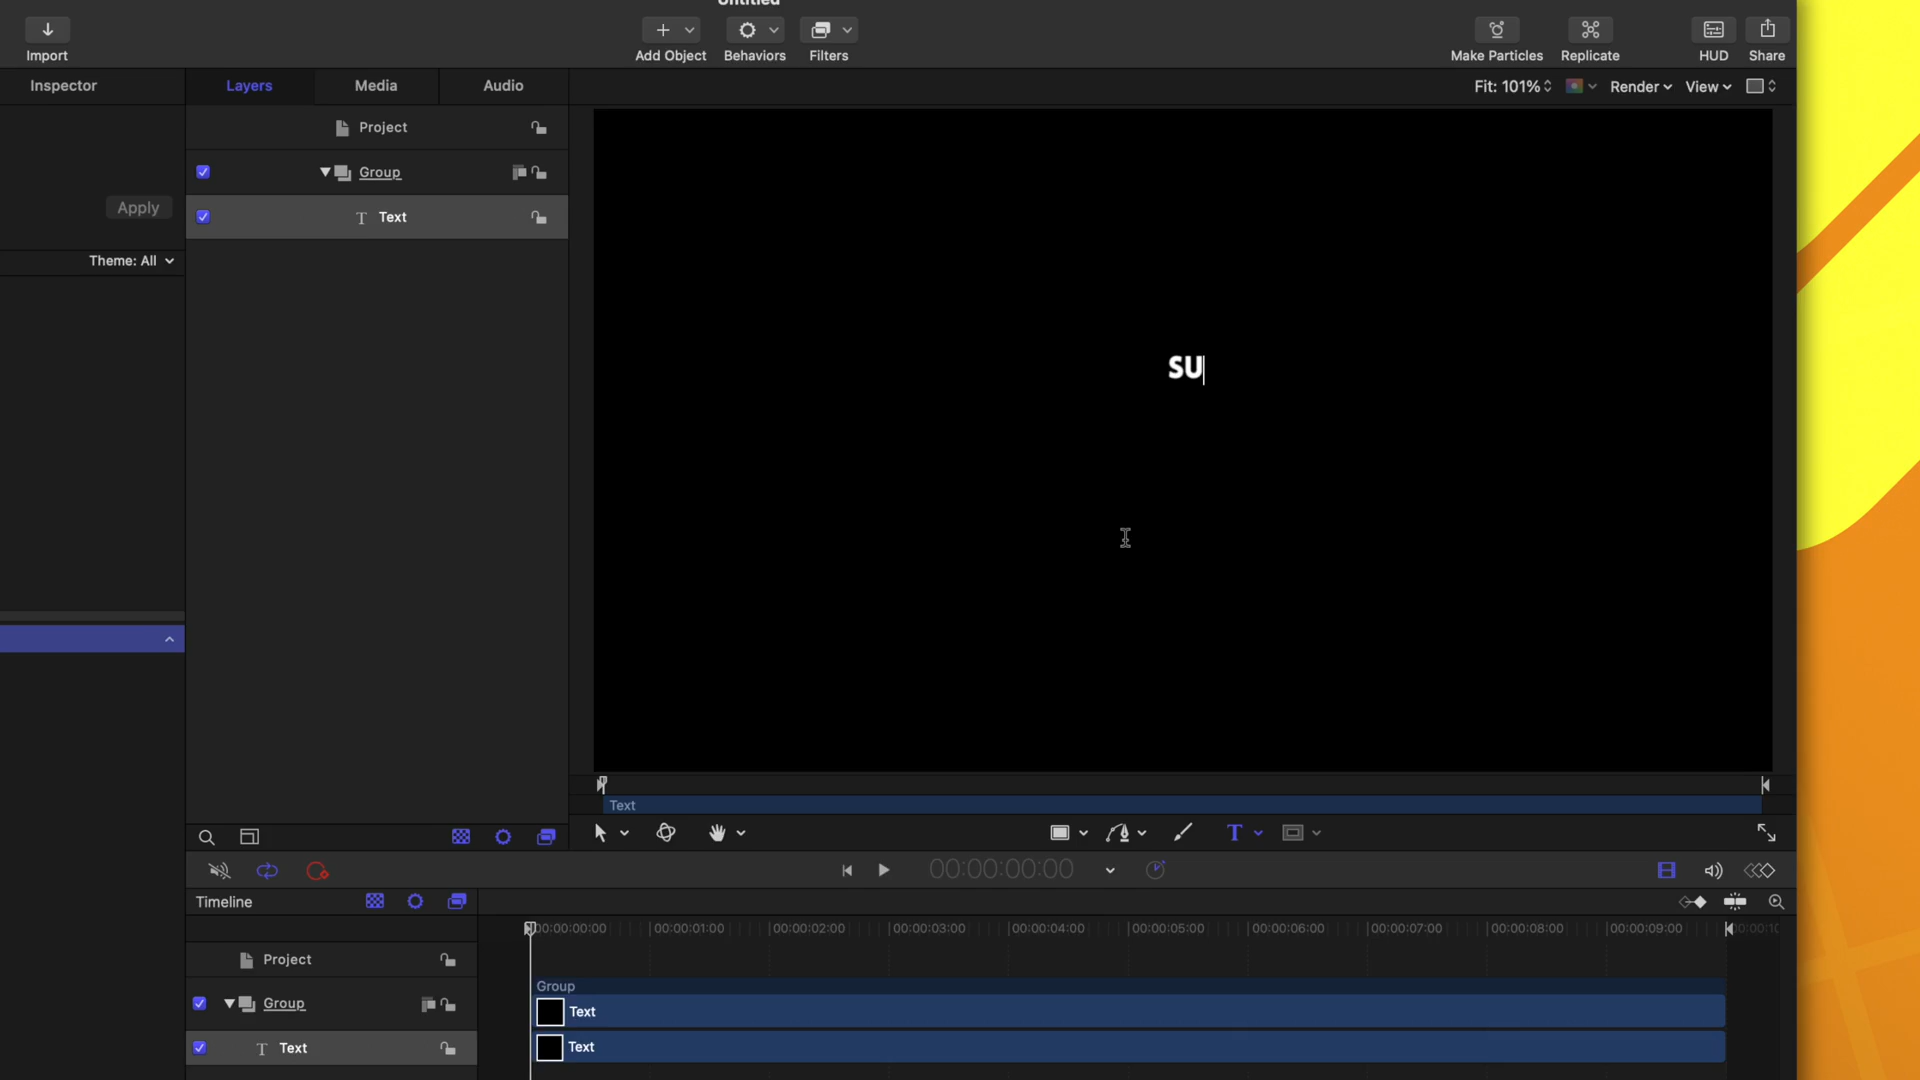 Untitled
Import
Add Object
Behaviors
Filters
Make Particles
Replicate
HUD
Share
Inspector
Layers
Media
Audio
Fit: 101%
Render
View
Project
Group
Text
Apply
Theme: All
SU
Text
00:00:00:00
Timeline
00:00:00:00
00:00:01:00
00:00:02:00
00:00:03:00
00:00:04:00
00:00:05:00
00:00:06:00
00:00:07:00
00:00:08:00
00:00:09:00
00:00:10
Project
Group
Group
Text
Text
Text